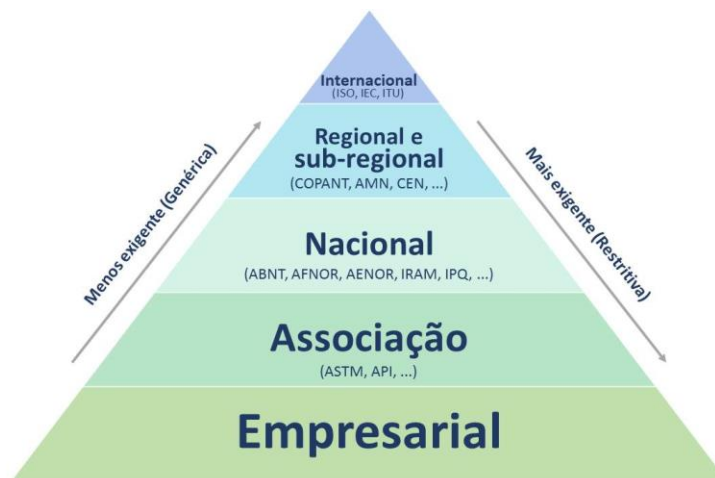 Internacional
(ISO, IEC, ITU)
Regional e
sub-regional
(COPANT, AMN, CEN, ...)
Menos exigente (Genérica)
Mais exigente (Restritiva)
Nacional
(ABNT, AFNOR, AENOR, IRAM, IPQ, ...)
Associação
(ASTM, API, ...)
Empresarial